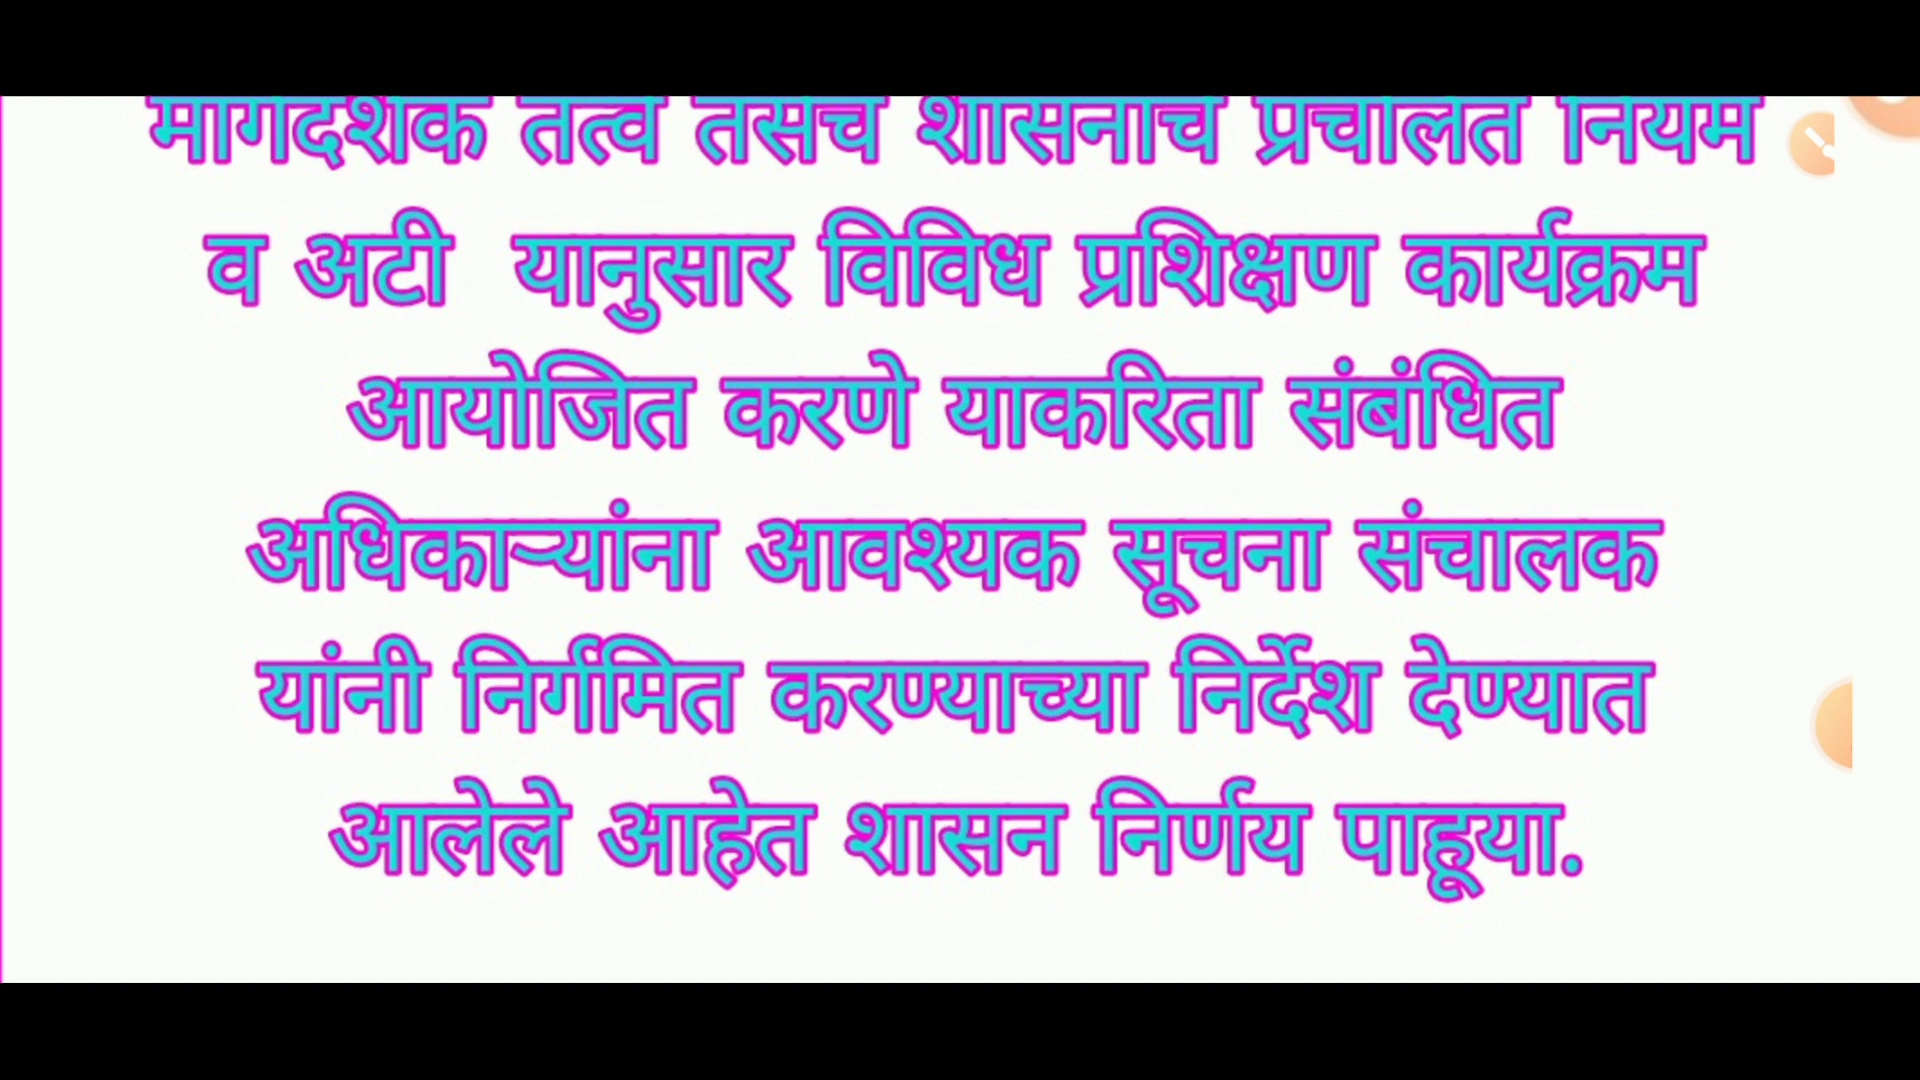 मार्गदर्शक तत्वे तसेच शासनाचे प्रचलित नियम
व अटी यानुसार विविध प्रशिक्षण कार्यक्रम
आयोजित करणे याकरिता संबंधित
अधिकाऱ्यांना आवश्यक सूचना संचालक
यांनी निर्गमित करण्याच्या निर्देश देण्यात
आलेले आहेत शासन निर्णय पाहूया.